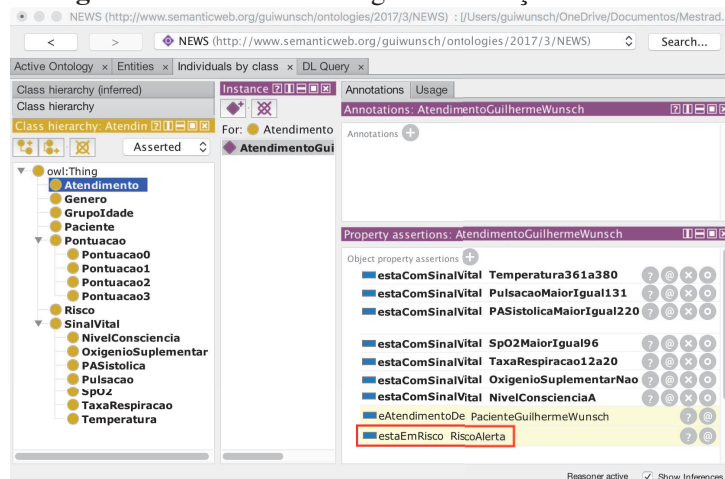 NEWS (http://www.semanticweb.org/guiwunsch/ontologies/2017/3/NEWS) : [/Users/guiwunsch/OneDrive/Documentos/Mestrad.
< > NEWS (http://www.semanticweb.org/guiwunsch/ontologies/2017/3/NEWS) Search...
Active Ontology × Entities × Individuals by class × DL Query ×
Class hierarchy (inferred)
Class hierarchy
Class hierarchy: Atendin
Asserted
owl:Thing
Atendimento
Genero
GrupoIdade
Paciente
Pontuacao
Pontuacao0
Pontuacao1
Pontuacao2
Pontuacao3
Risco
SinalVital
NivelConsciencia
OxigenioSuplementar
PASistolica
Pulsacao
SpO2
TaxaRespiracao
Temperatura
Instance
For: Atendimento
AtendimentoGui
Annotations Usage
Annotations: AtendimentoGuilhermeWunsch
Annotations
Property assertions: AtendimentoGuilhermeWunsch
Object property assertions
estaComSinalVital Temperatura361a380
estaComSinalVital PulsacaoMaiorIgual131
estaComSinalVital PASistolicaMaiorIgual220
estaComSinalVital SpO2MaiorIgual96
estaComSinalVital TaxaRespiracao12a20
estaComSinalVital OxigenioSuplementarNao
estaComSinalVital NivelConscienciaA
eAtendimentoDe PacienteGuilhermeWunsch
estaEmRisco RiscoAlerta
Reasoner active Show Inferences